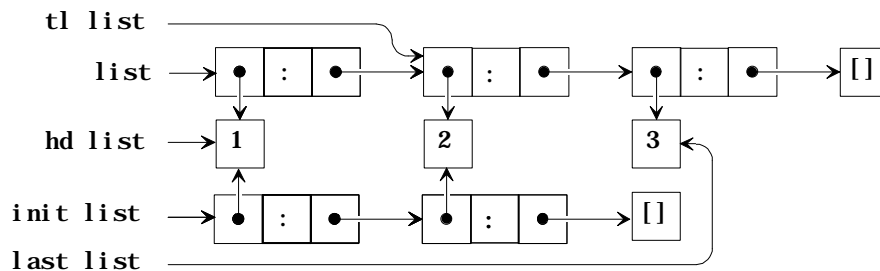 tl list
list : : : []
hd list 1 2 3
init list : : []
last list